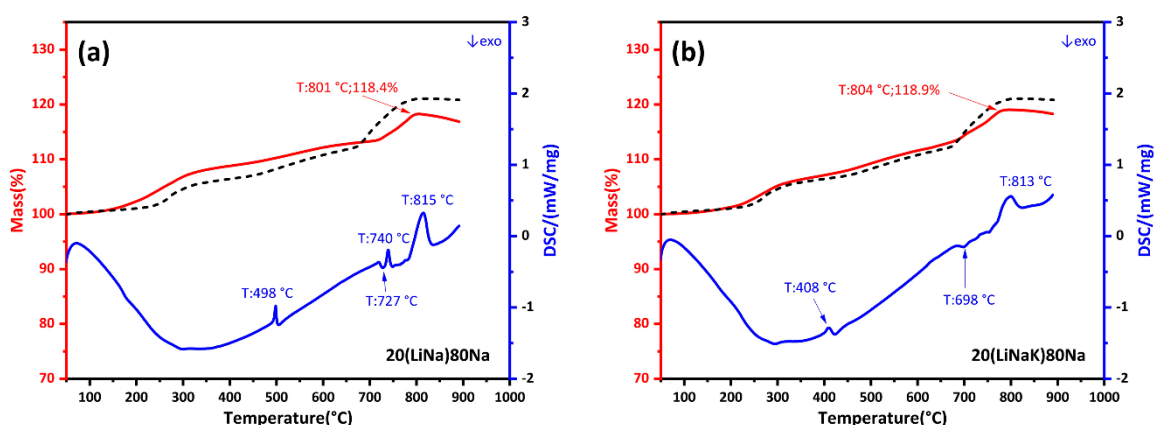 (a)
↓exo
T:801 °C;118.4%
T:815 °C
T:740 °C
T:498 °C
T:727 °C
20(LiNa)80Na
Mass(%)
130
120
110
100
90
80
70
DSC/(mW/mg)
3
2
1
0
-1
-2
100 200 300 400 500 600 700 800 900 1000
Temperature(°C)
(b)
↓exo
T:804 °C;118.9%
T:813 °C
T:408 °C
T:698 °C
20(LiNaK)80Na
Mass(%)
130
120
110
100
90
80
70
DSC/(mW/mg)
3
2
1
0
-1
-2
100 200 300 400 500 600 700 800 900 1000
Temperature(°C)